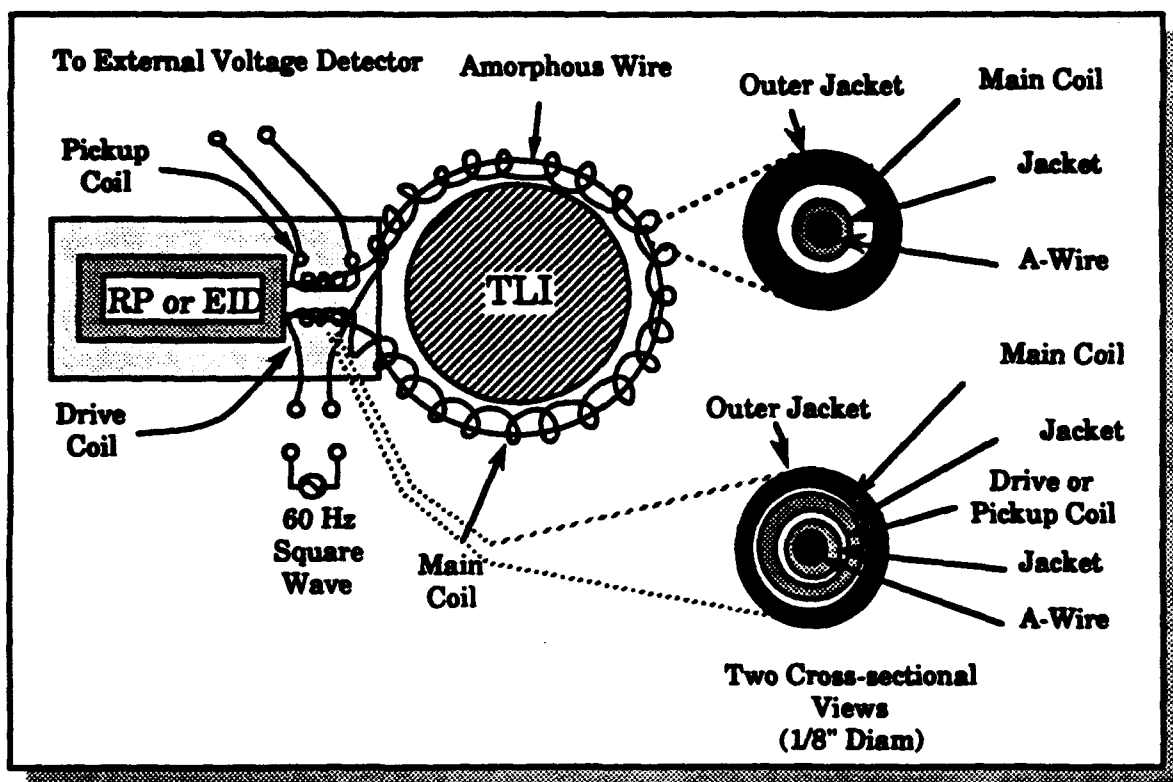 To External Voltage Detector
Amorphous Wire
Pickup
Coil
RP or EID
TLI
Drive
Coil
60 Hz
Square
Wave
Main
Coil
Outer Jacket
Main Coil
Jacket
A-Wire
Main Coil
Outer Jacket
Jacket
Drive or
Pickup Coil
Jacket
A-Wire
Two Cross-sectional
Views
(1/8" Diam)